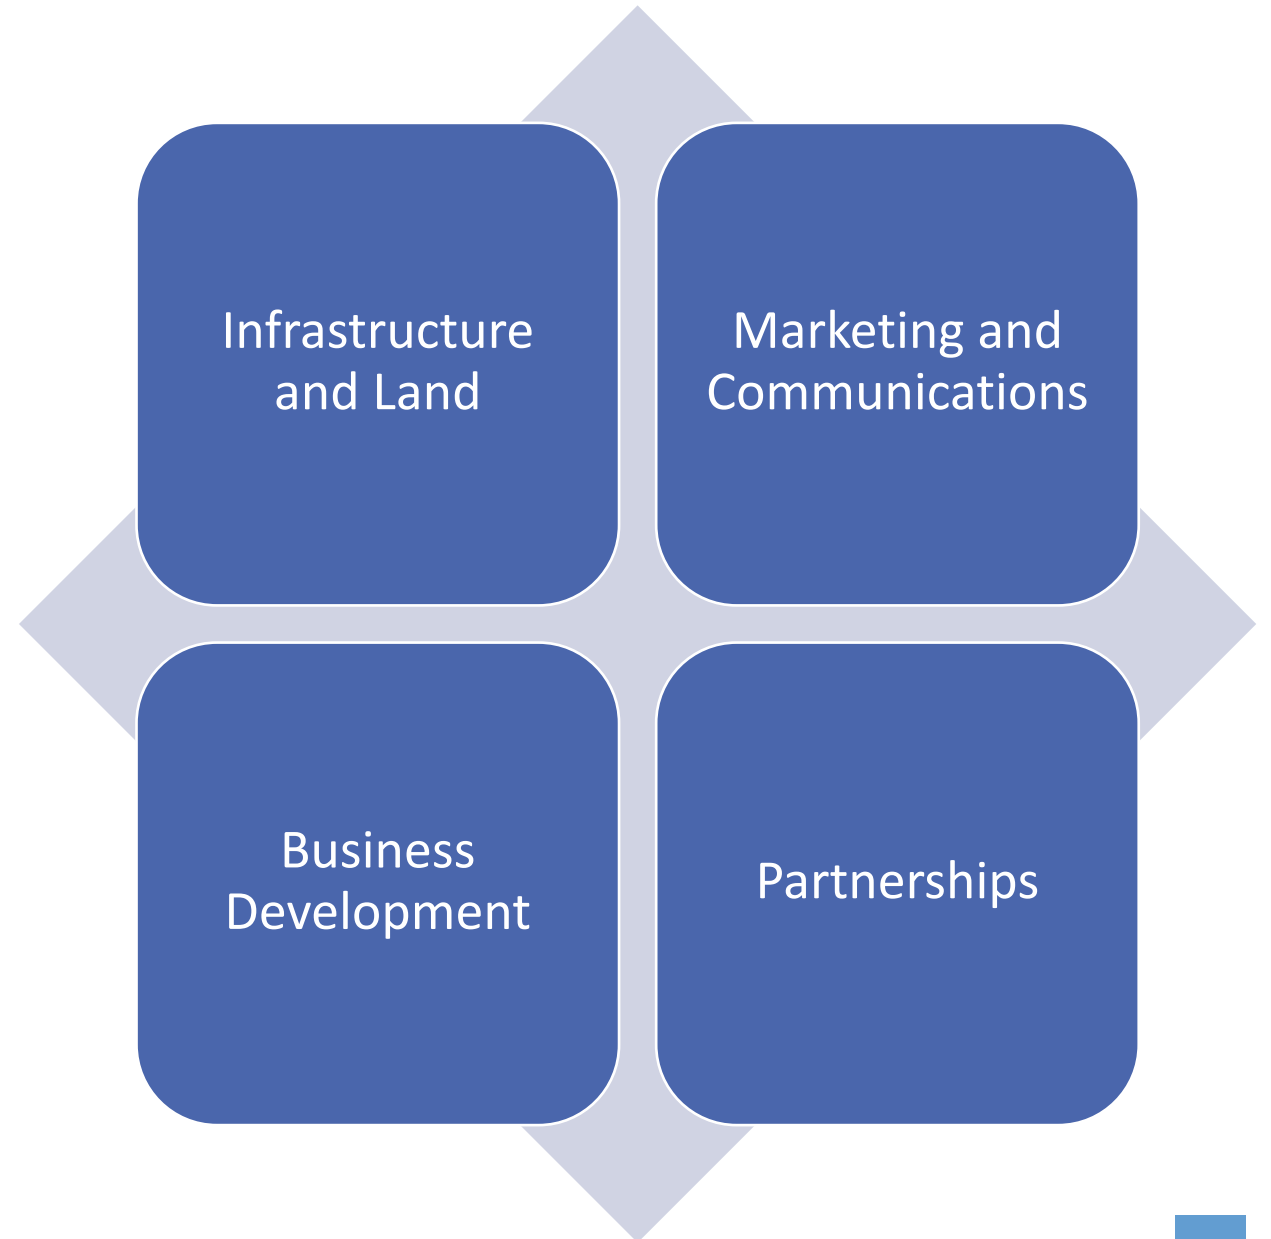 Infrastructure
and Land
Marketing and
Communications
Business
Development
Partnerships